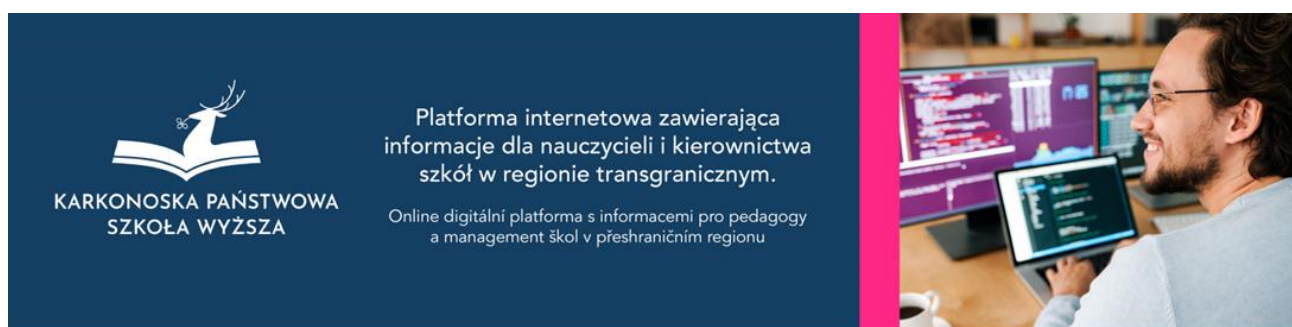 KARKONOSKA PAŃSTWOWA
SZKOŁA WYŻSZA
Platforma internetowa zawierająca
informacje dla nauczycieli i kierownictwa
szkół w regionie transgranicznym.
Online digitální platforma s informacemi pro pedagogy
a management škol v přeshraničním regionu